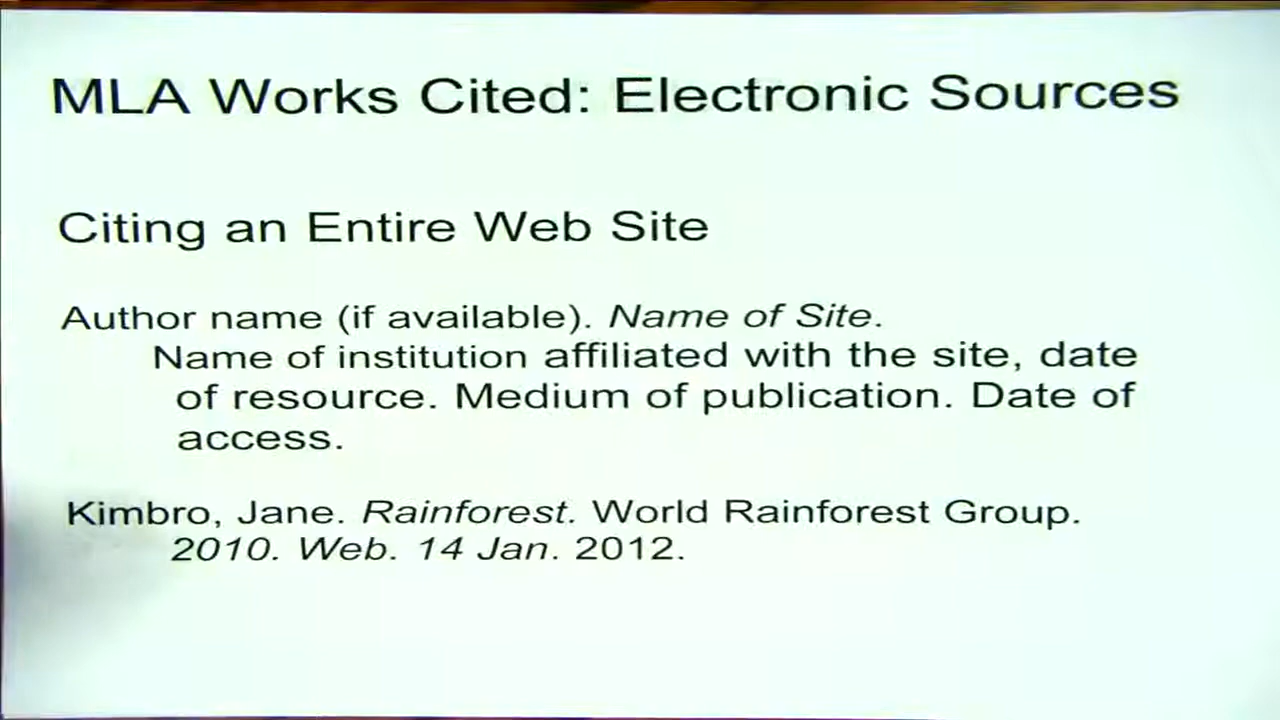 MLA Works Cited: Electronic Sources
Citing an Entire Web Site
Author name (if available). Name of Site.
Name of institution affiliated with the site, date
of resource. Medium of publication. Date of
access.
Kimbro, Jane. Rainforest. World Rainforest Group.
2010. Web. 14 Jan. 2012.